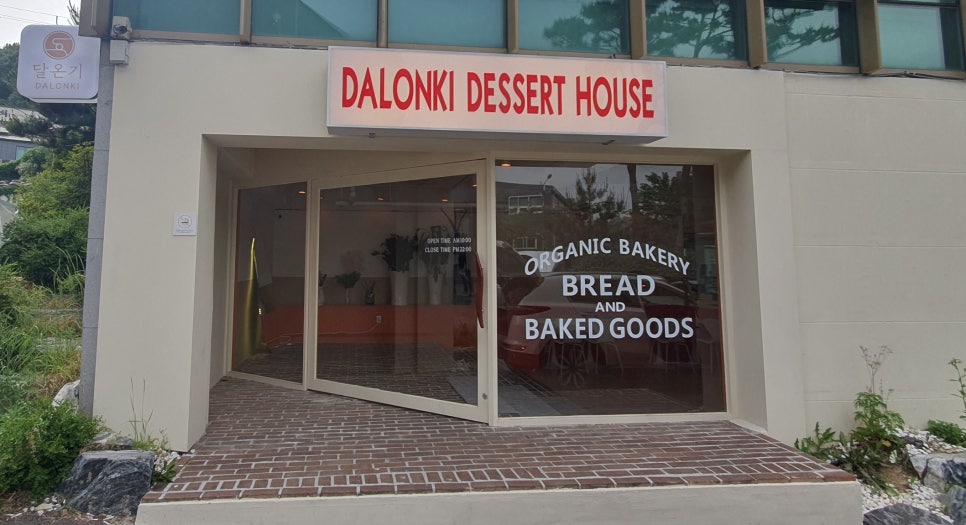 달온기
DALONKI
DALONKI DESSERT HOUSE
OPEN TIME AM10:00
CLOSE TIME PM22:00
ORGANIC BAKERY
BREAD
AND
BAKED GOODS